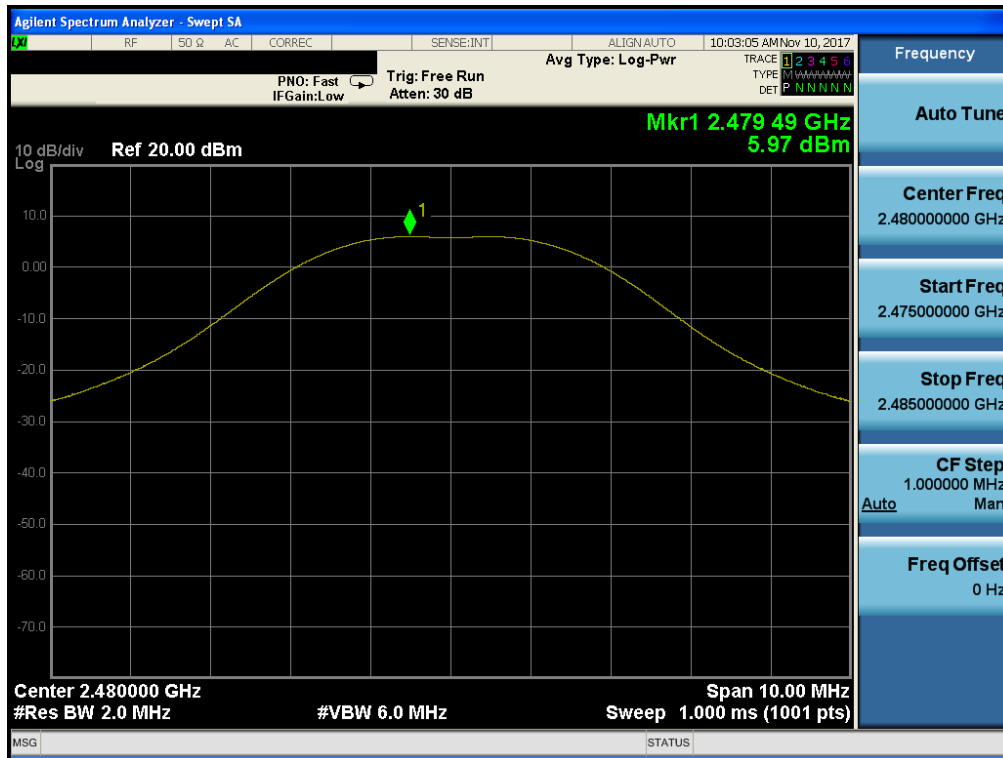 Agilent Spectrum Analyzer - Swept SA
LXI RF 50 Ω AC CORREC SENSE:INT ALIGN AUTO 10:03:05 AM Nov 10, 2017
Frequency
PNO: Fast
IFGain:Low
Trig: Free Run
Atten: 30 dB
Avg Type: Log-Pwr
TRACE 1 2 3 4 5 6
TYPE M
DET P N N N N N
Auto Tune
Mkr1 2.479 49 GHz
5.97 dBm
10 dB/div Ref 20.00 dBm
Log
1
10.0
0.00
-10.0
-20.0
-30.0
-40.0
-50.0
-60.0
-70.0
Center Freq
2.480000000 GHz
Start Freq
2.475000000 GHz
Stop Freq
2.485000000 GHz
CF Step
1.000000 MHz
Auto Man
Freq Offset
0 Hz
Center 2.480000 GHz Span 10.00 MHz
#Res BW 2.0 MHz #VBW 6.0 MHz Sweep 1.000 ms (1001 pts)
MSG STATUS